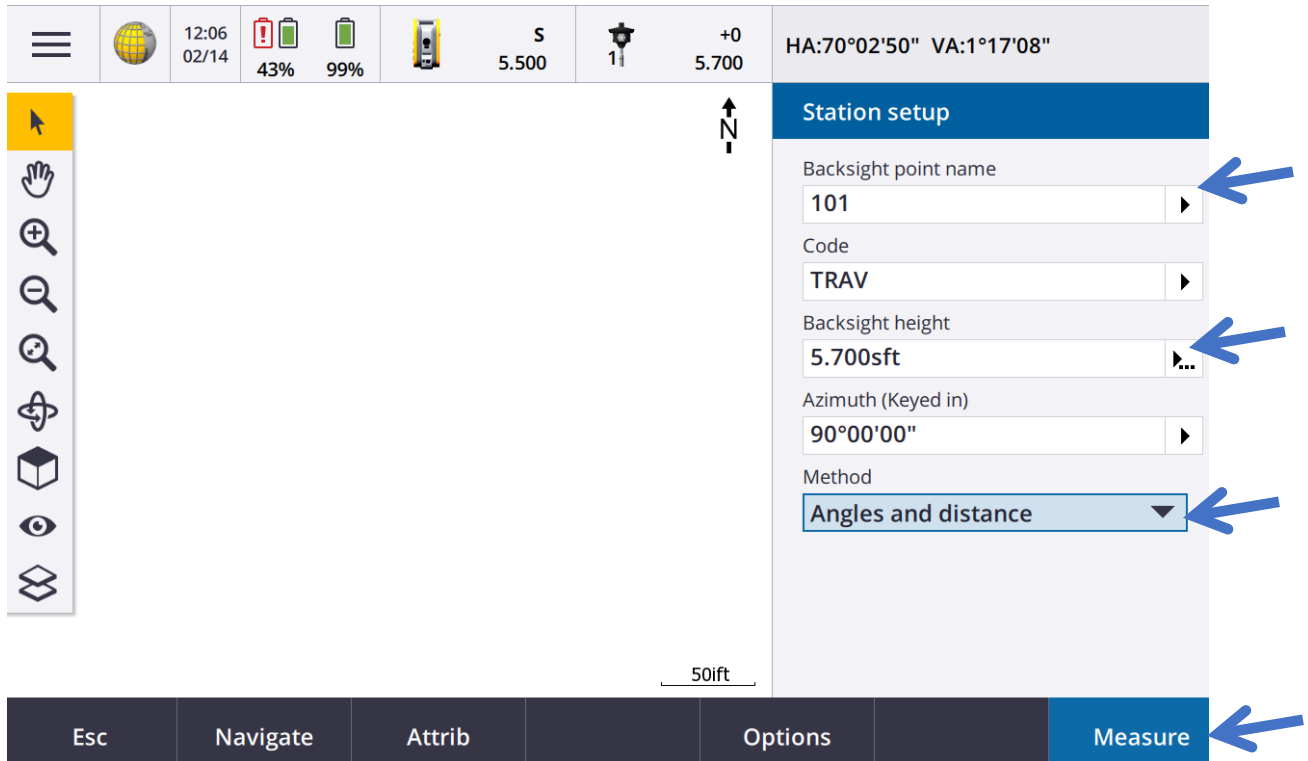 12:06
02/14
43%
99%
S
5.500
1
+0
5.700
HA:70°02'50" VA:1°17'08"
N
Station setup
Backsight point name
101
Code
TRAV
Backsight height
5.700sft
Azimuth (Keyed in)
90°00'00"
Method
Angles and distance
50ift
Esc
Navigate
Attrib
Options
Measure